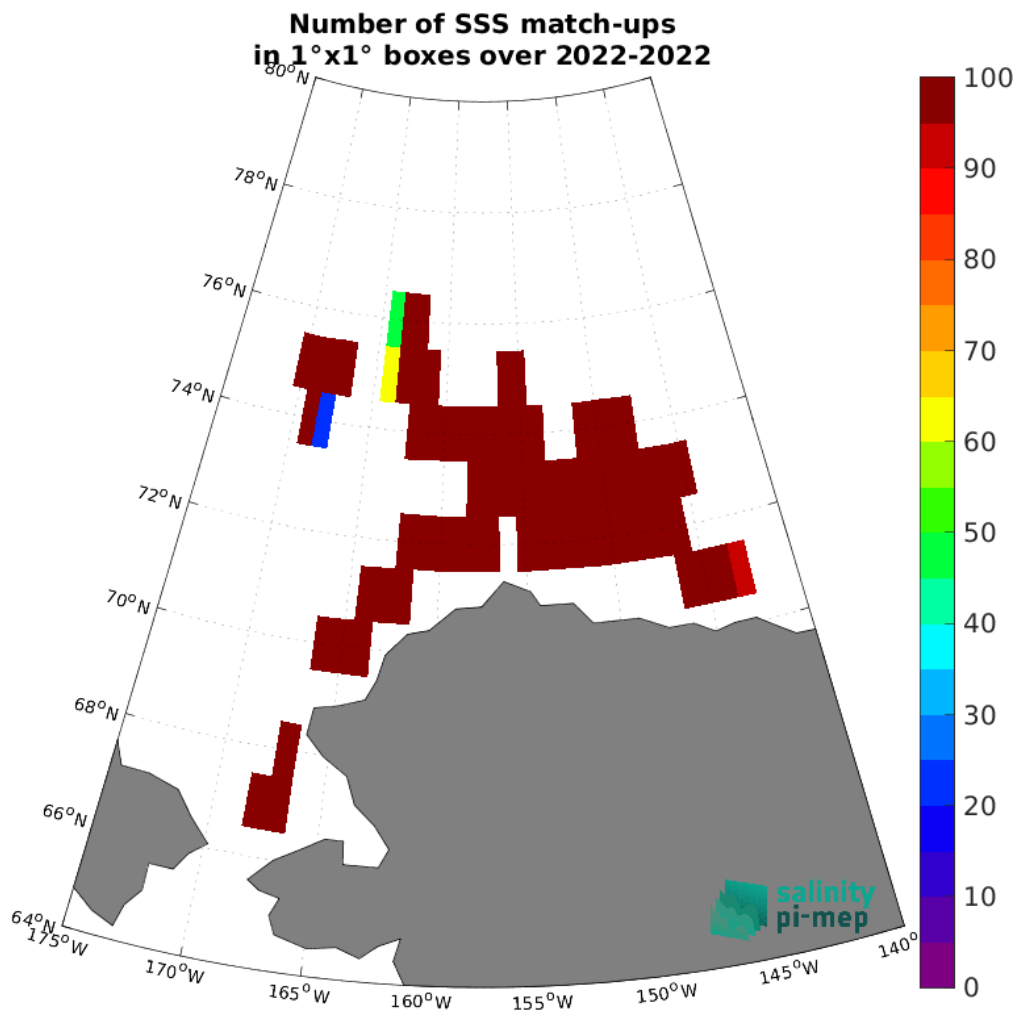 Number of SSS match-ups
in 1°x1° boxes over 2022-2022
80°N
78°N
76°N
74°N
72°N
70°N
68°N
66°N
64°N
175°W
170°W
165°W
160°W
155°W
150°W
145°W
140°
100
90
80
70
60
50
40
30
20
10
0
salinity
pi-mep